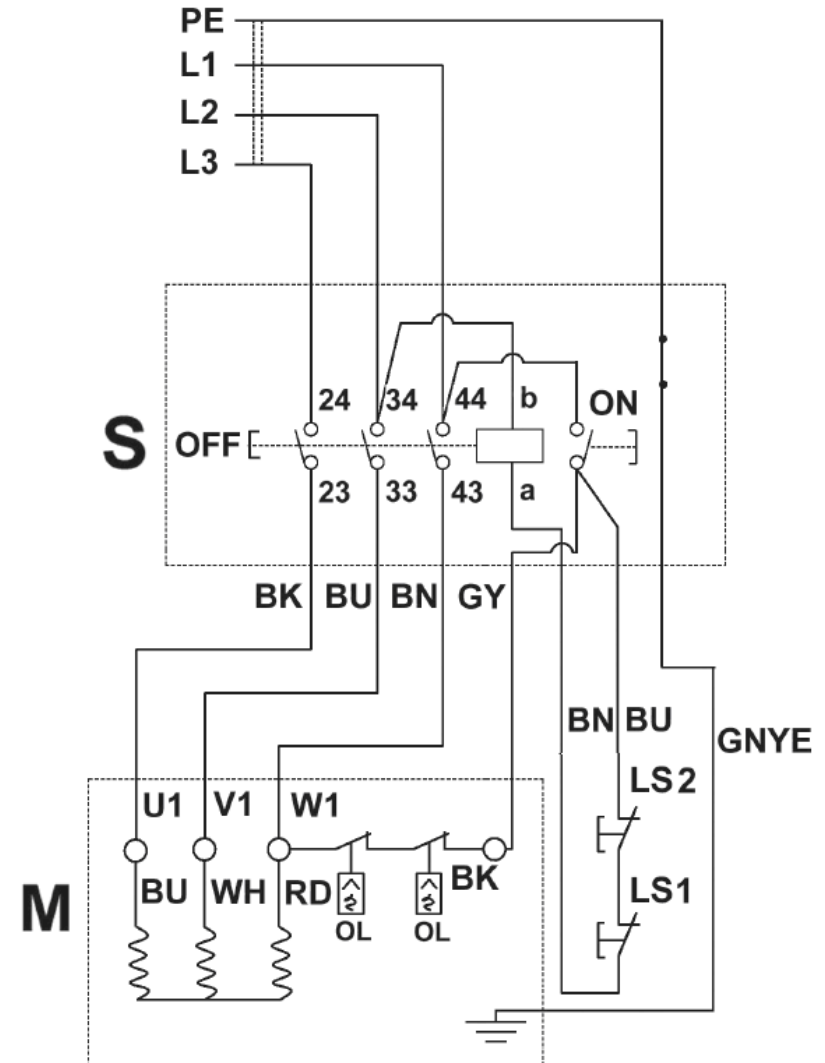 PE
L1
L2
L3
24 34 44 b ON
S OFF
23 33 43 a
BK BU BN GY
BN BU GNYE
U1 V1 W1 LS2
BU WH RD BK LS1
M
OL OL